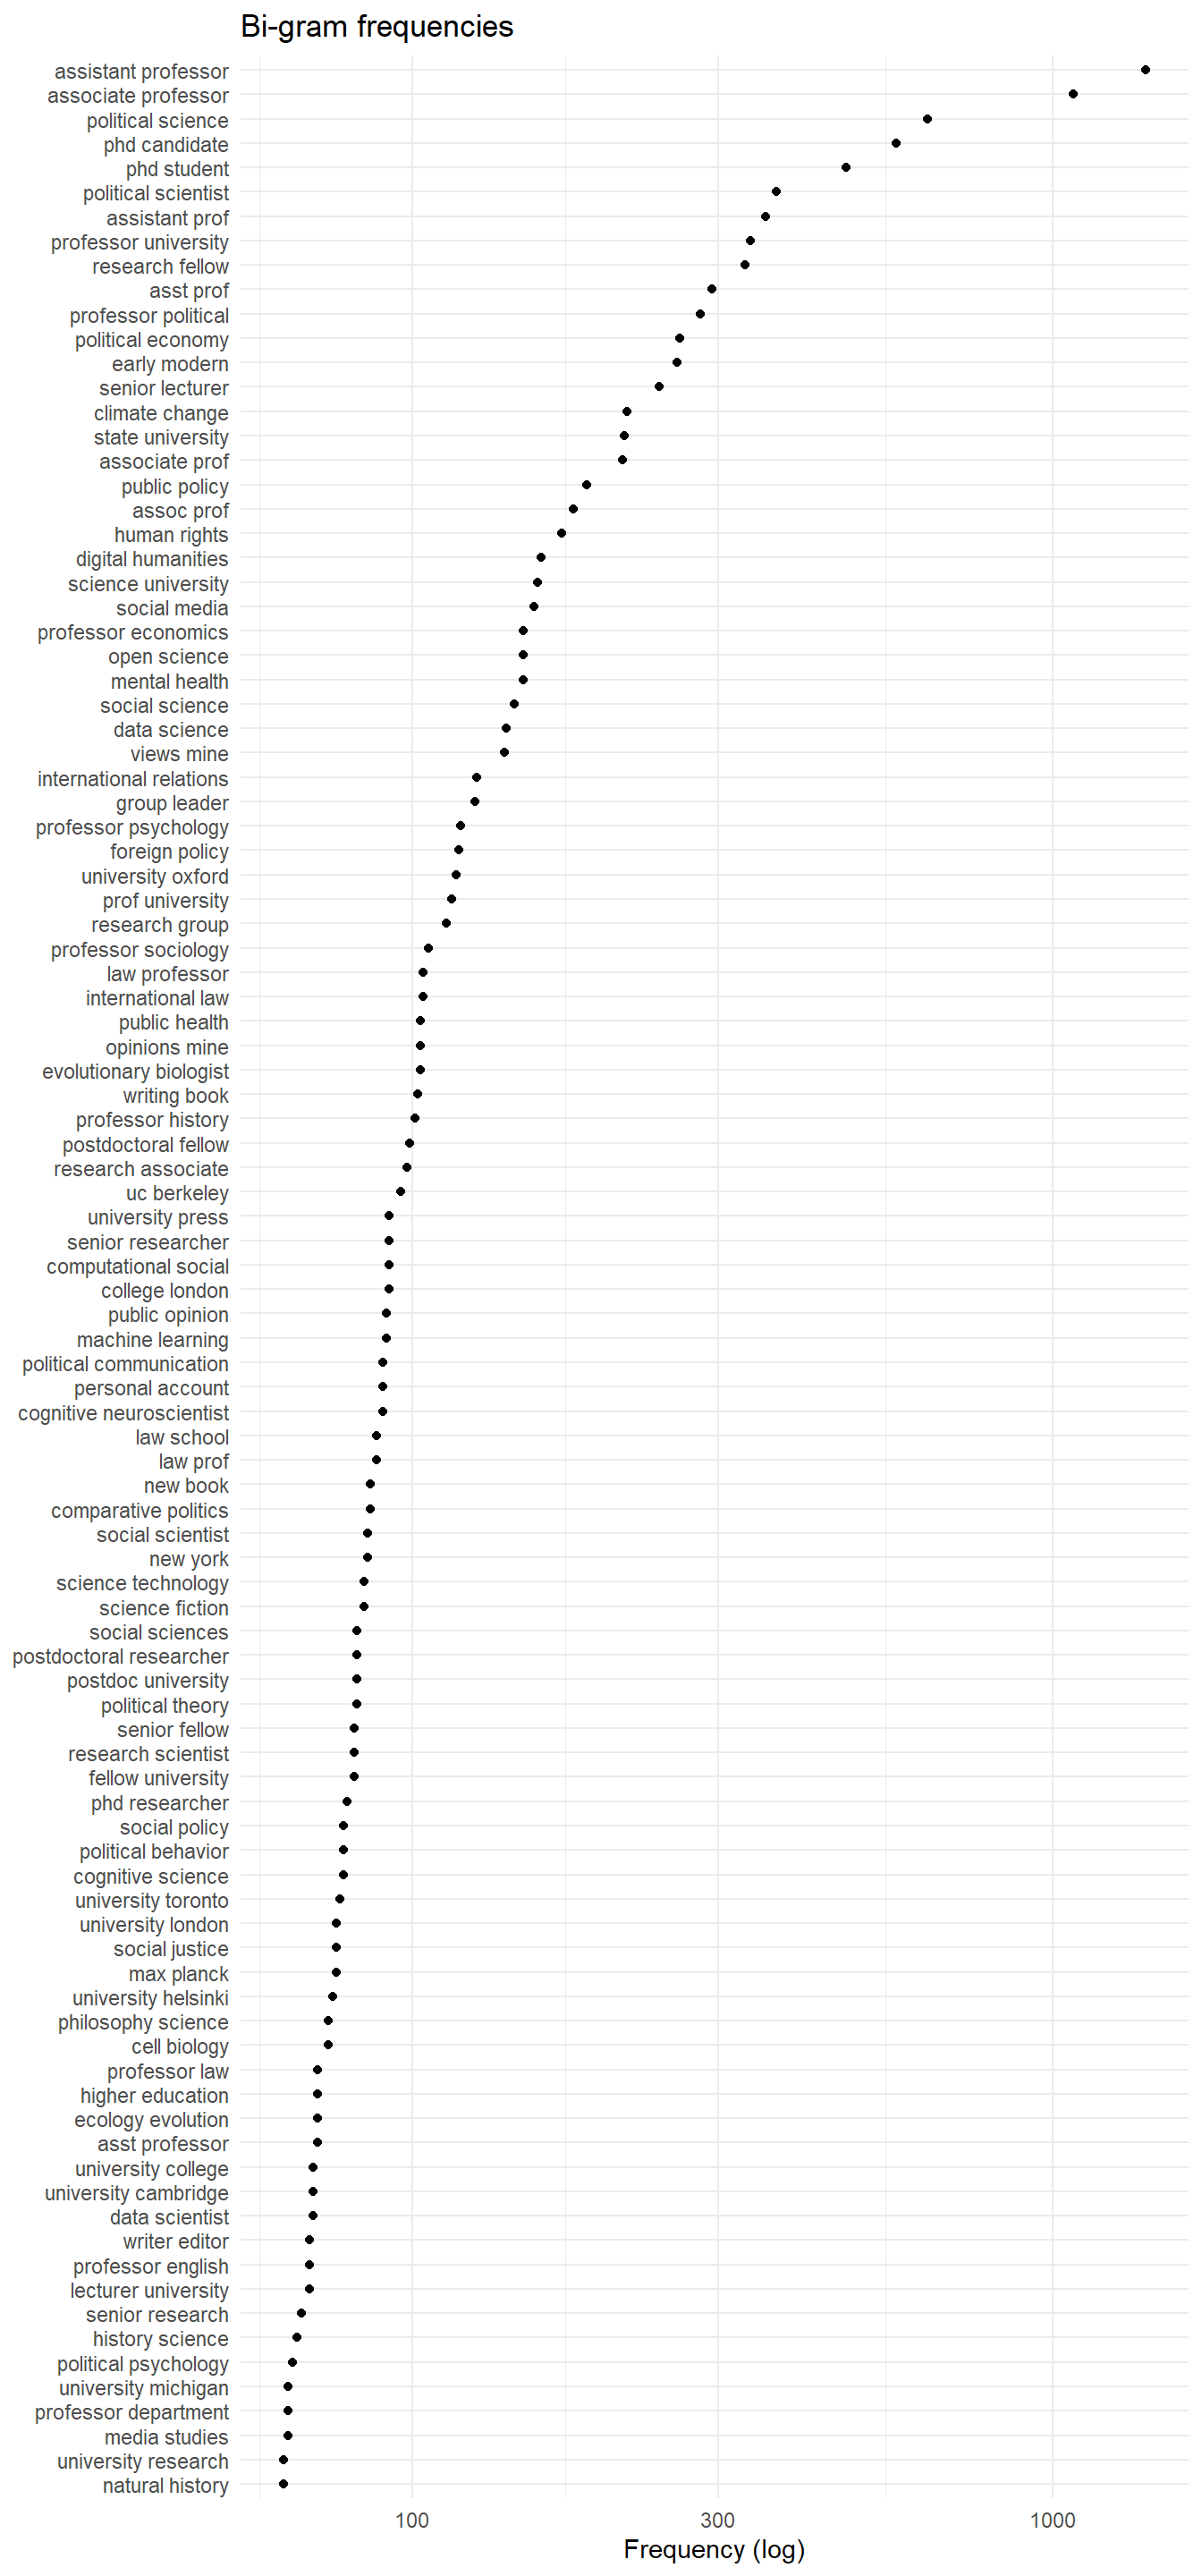 Bi-gram frequencies
assistant professor
associate professor
political science
phd candidate
phd student
political scientist
assistant prof
professor university
research fellow
asst prof
professor political
political economy
early modern
senior lecturer
climate change
state university
associate prof
public policy
assoc prof
human rights
digital humanities
science university
social media
professor economics
open science
mental health
social science
data science
views mine
international relations
group leader
professor psychology
foreign policy
university oxford
prof university
research group
professor sociology
law professor
international law
public health
opinions mine
evolutionary biologist
writing book
professor history
postdoctoral fellow
research associate
uc berkeley
university press
senior researcher
computational social
college london
public opinion
machine learning
political communication
personal account
cognitive neuroscientist
law school
law prof
new book
comparative politics
social scientist
new york
science technology
science fiction
social sciences
postdoctoral researcher
postdoc university
political theory
senior fellow
research scientist
fellow university
phd researcher
social policy
political behavior
cognitive science
university toronto
university london
social justice
max planck
university helsinki
philosophy science
cell biology
professor law
higher education
ecology evolution
asst professor
university college
university cambridge
data scientist
writer editor
professor english
lecturer university
senior research
history science
political psychology
university michigan
professor department
media studies
university research
natural history
100 300 1000
Frequency (log)